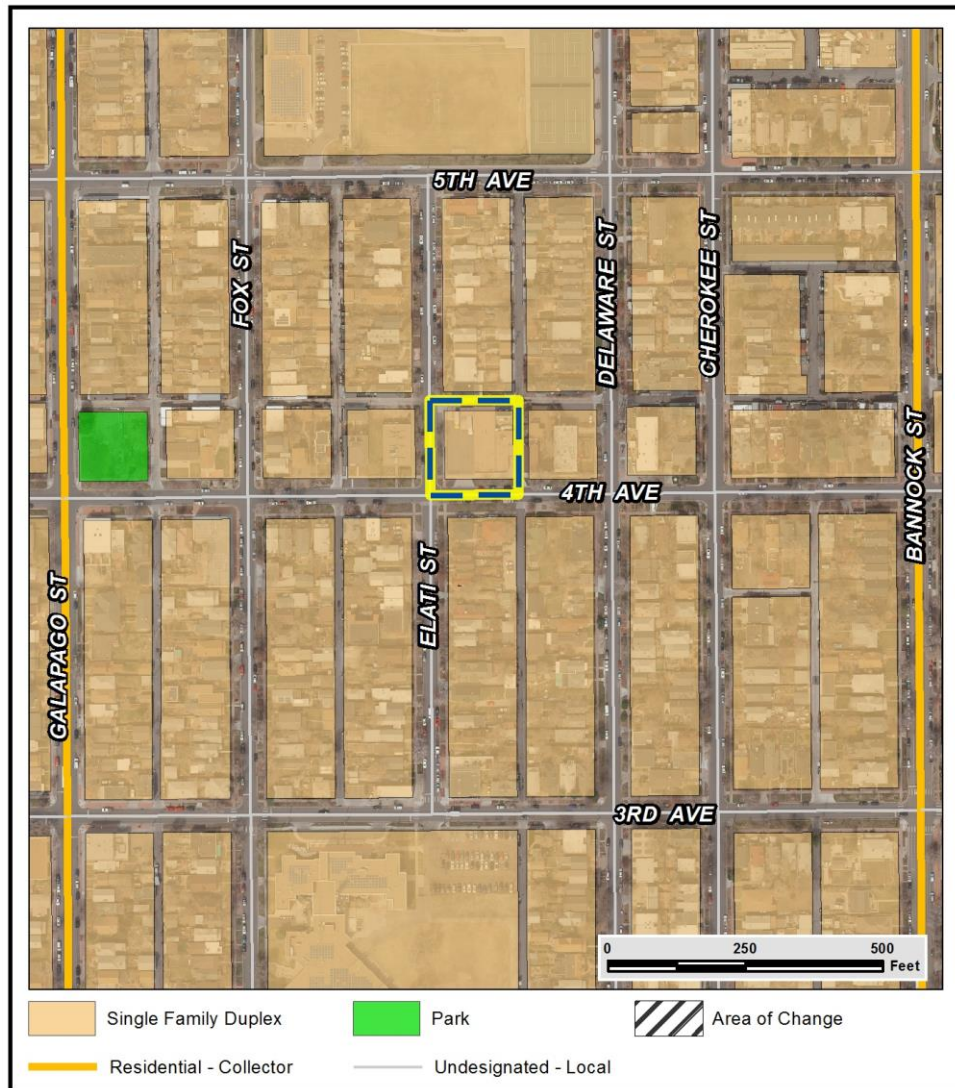 5TH AVE
FOX ST
DELAWARE ST
CHEROKEE ST
BANNOCK ST
4TH AVE
GALAPAGO ST
ELATI ST
3RD AVE
0 250 500
Feet
Single Family Duplex
Park
Area of Change
Residential - Collector
Undesignated - Local